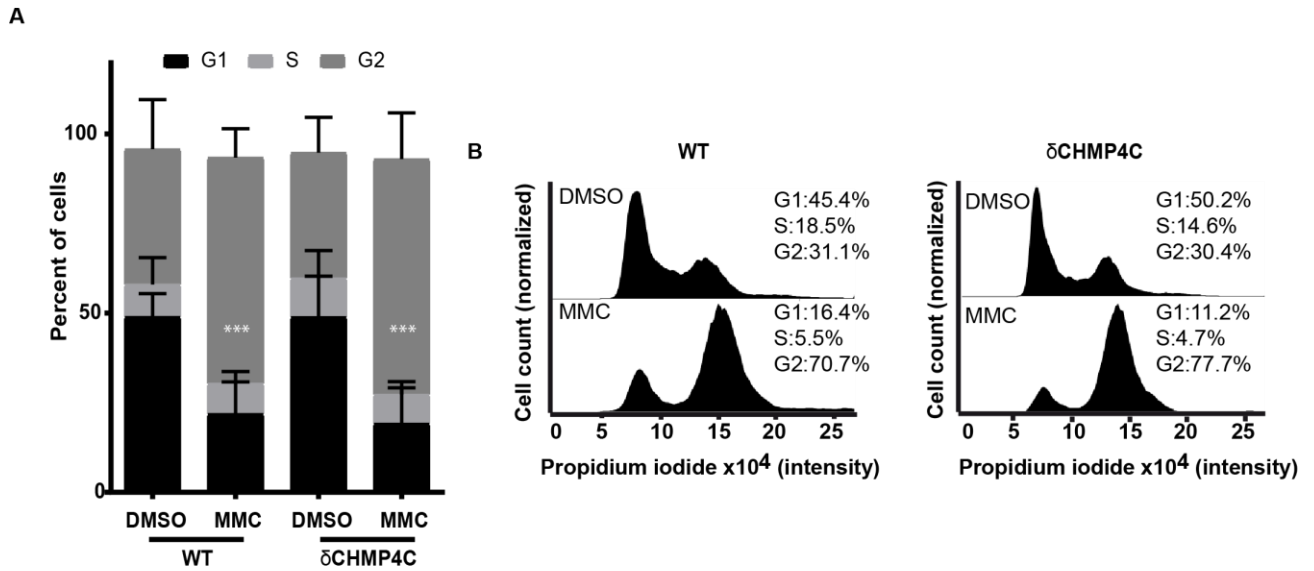 A
G1 S G2
100
50
0
Percent of cells
DMSO MMC DMSO MMC
WT δCHMP4C
B
WT
Cell count (normalized)
DMSO
G1:45.4%
S:18.5%
G2:31.1%
MMC
G1:16.4%
S:5.5%
G2:70.7%
0 5 10 15 20 25
Propidium iodide x10⁴ (intensity)
δCHMP4C
Cell count (normalized)
DMSO
G1:50.2%
S:14.6%
G2:30.4%
MMC
G1:11.2%
S:4.7%
G2:77.7%
0 5 10 15 20 25
Propidium iodide x10⁴ (intensity)
*** ***